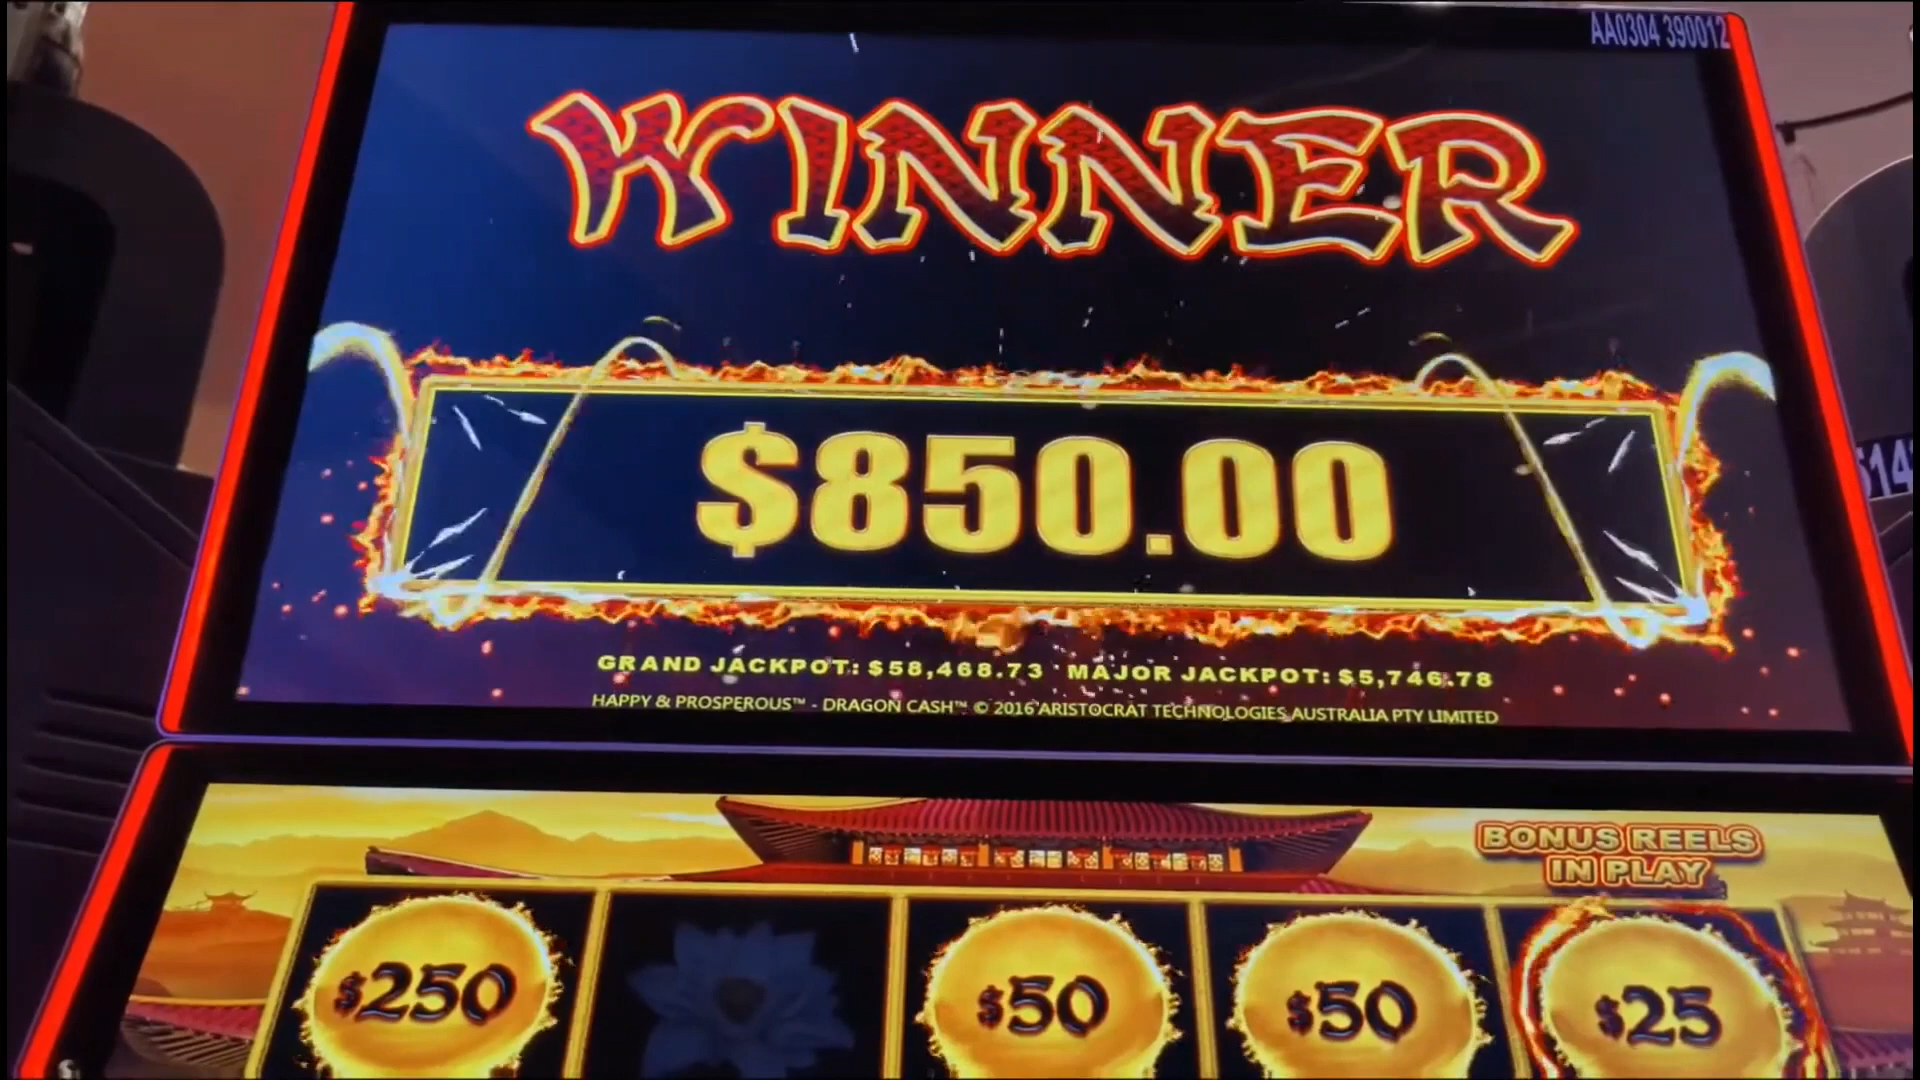 AA0304 390012
WINNER
$850.00
$14
GRAND JACKPOT: $58,468.73 MAJOR JACKPOT: $5,746.78
HAPPY & PROSPEROUS™ - DRAGON CASH™ © 2016 ARISTOCRAT TECHNOLOGIES AUSTRALIA PTY LIMITED
BONUS REELS
IN PLAY
$250 $50 $50 $25